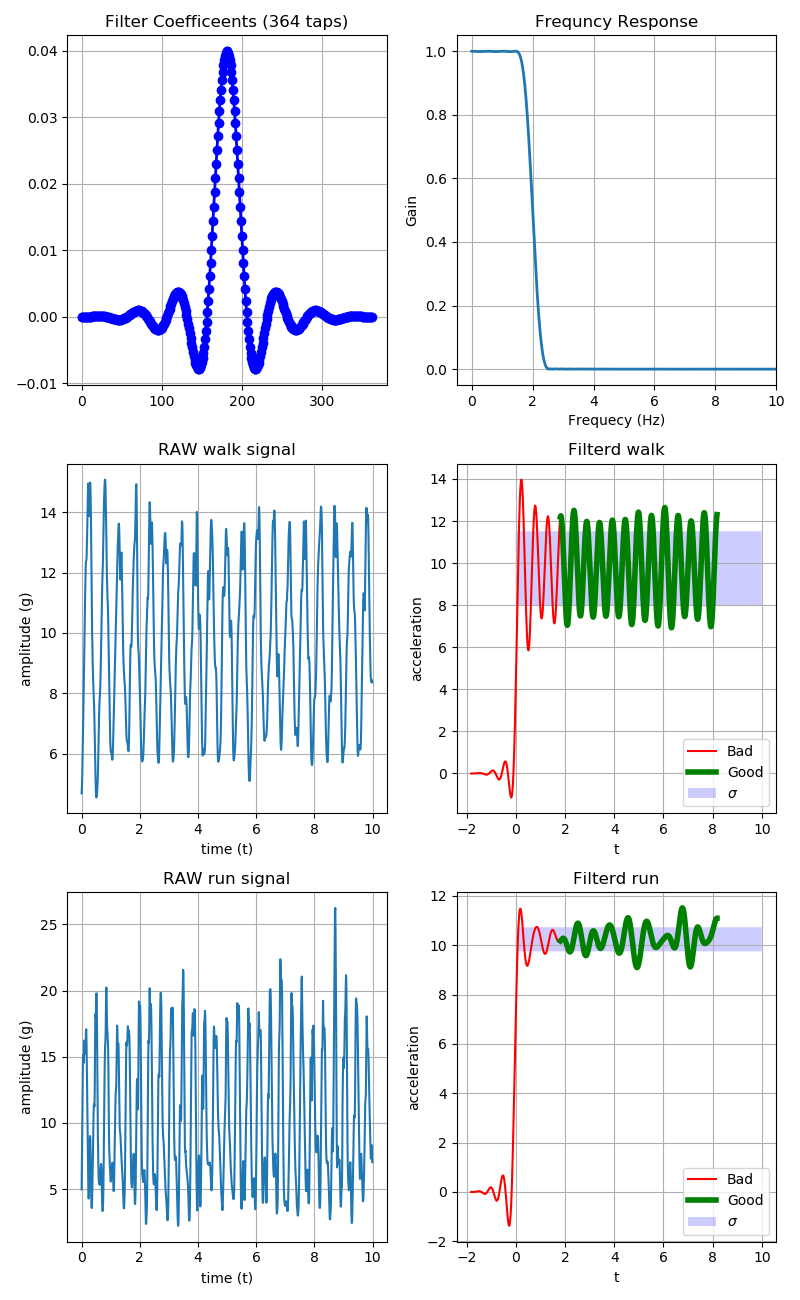 Filter Coefficeents (364 taps)
0.04
0.03
0.02
0.01
0.00
−0.01
0 100 200 300
Frequncy Response
Gain
1.0
0.8
0.6
0.4
0.2
0.0
0 2 4 6 8 10
Frequecy (Hz)
RAW walk signal
amplitude (g)
14
12
10
8
6
0 2 4 6 8 10
time (t)
Filterd walk
acceleration
14
12
10
8
6
4
2
0
−2 0 2 4 6 8 10
t
Bad
Good
σ
RAW run signal
amplitude (g)
25
20
15
10
5
0 2 4 6 8 10
time (t)
Filterd run
acceleration
12
10
8
6
4
2
0
−2
−2 0 2 4 6 8 10
t
Bad
Good
σ